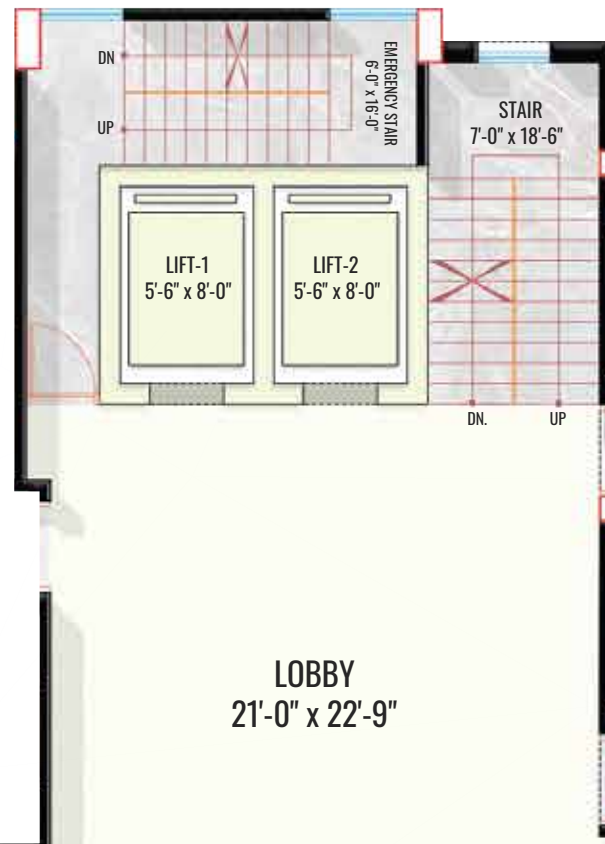 DN
UP
EMERGENCY STAIR
6'-0" x 16'-0"
STAIR
7'-0" x 18'-6"
LIFT-1
5'-6" x 8'-0"
LIFT-2
5'-6" x 8'-0"
DN.
UP
LOBBY
21'-0" x 22'-9"